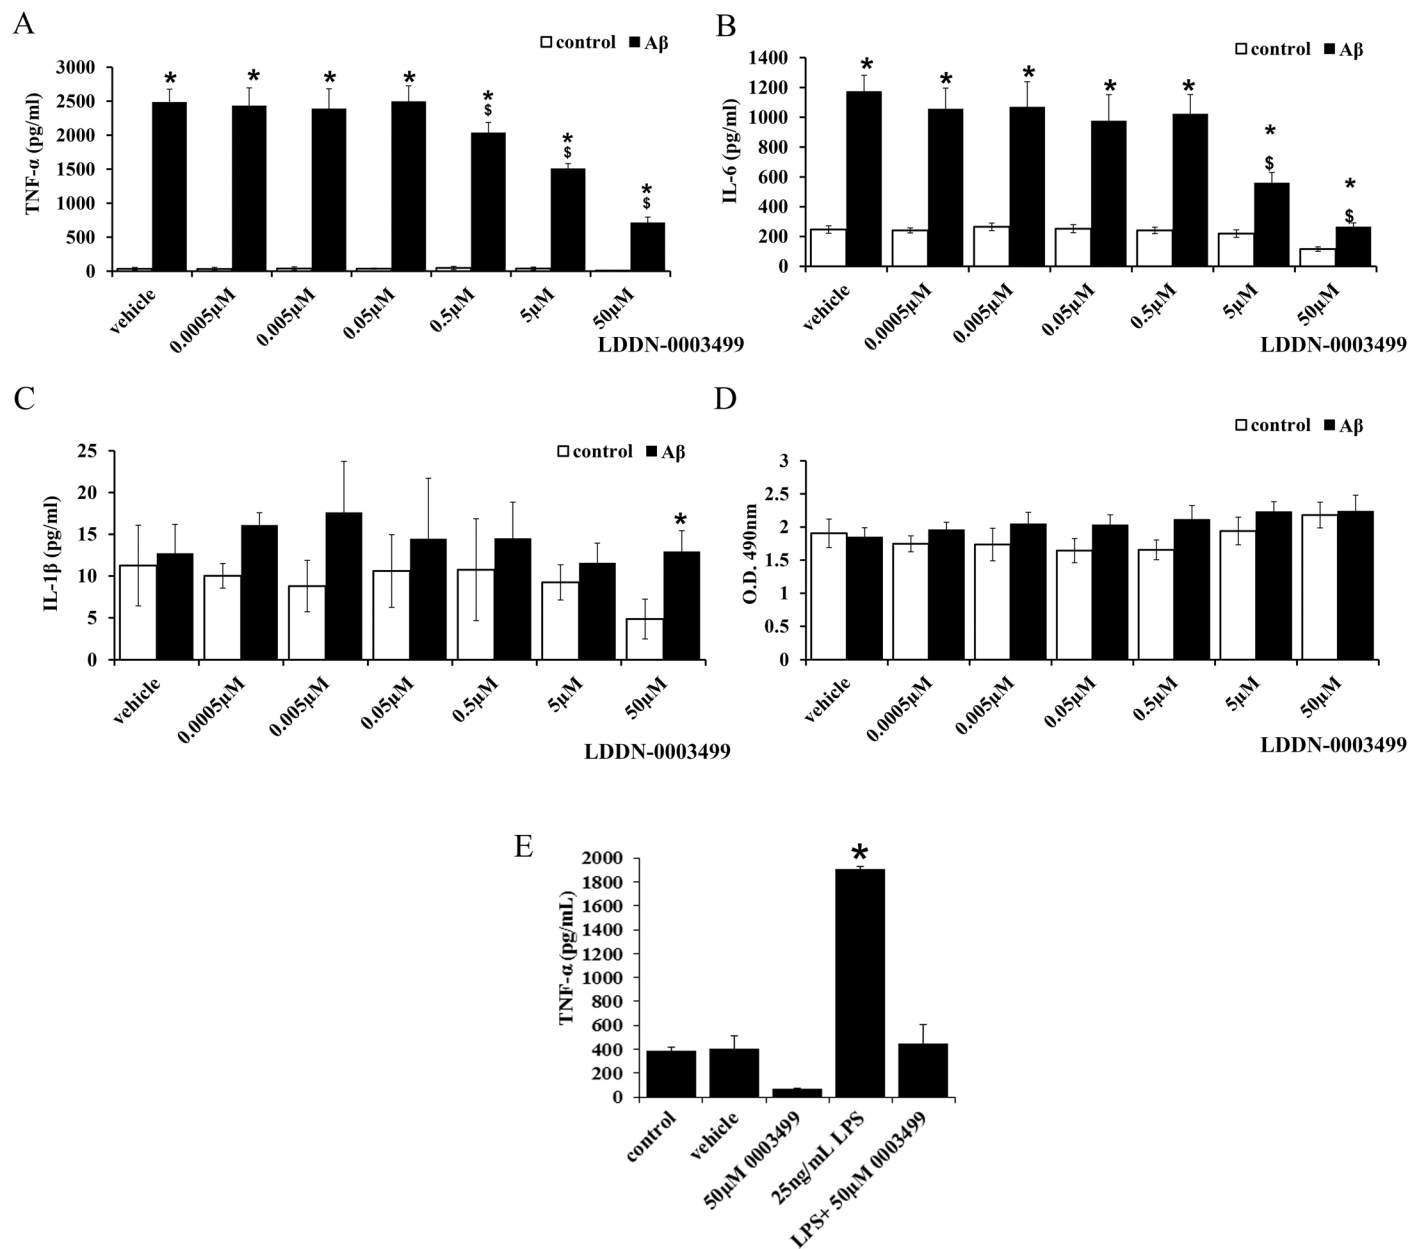 A
control Aβ
3000
2500
2000
1500
1000
500
0
TNF-α (pg/ml)
* * * * * $ * $ * $
vehicle 0.0005μM 0.005μM 0.05μM 0.5μM 5μM 50μM
LDDN-0003499
B
control Aβ
1400
1200
1000
800
600
400
200
0
IL-6 (pg/ml)
* * * * * * $ * $
vehicle 0.0005μM 0.005μM 0.05μM 0.5μM 5μM 50μM
LDDN-0003499
C
control Aβ
25
20
15
10
5
0
IL-1β (pg/ml)
*
vehicle 0.0005μM 0.005μM 0.05μM 0.5μM 5μM 50μM
LDDN-0003499
D
control Aβ
3
2.5
2
1.5
1
0.5
0
O.D. 490nm
vehicle 0.0005μM 0.005μM 0.05μM 0.5μM 5μM 50μM
LDDN-0003499
E
2000
1800
1600
1400
1200
1000
800
600
400
200
0
TNF-α (pg/mL)
*
control vehicle 50μM 0003499 25ng/mL LPS LPS+ 50μM 0003499